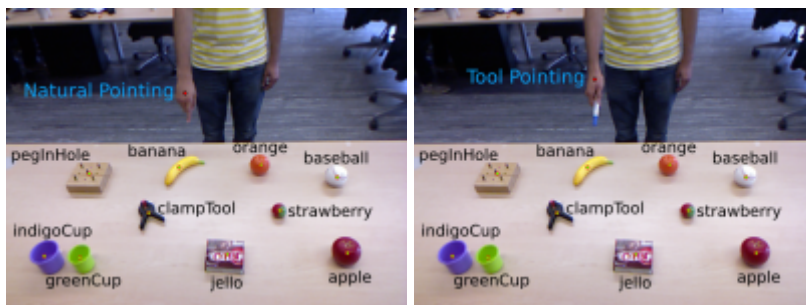 Natural Pointing
pegInHole
banana
orange
baseball
clampTool
strawberry
indigoCup
greenCup
jello
apple
Tool Pointing
pegInHole
banana
orange
baseball
clampTool
strawberry
indigoCup
greenCup
jello
apple